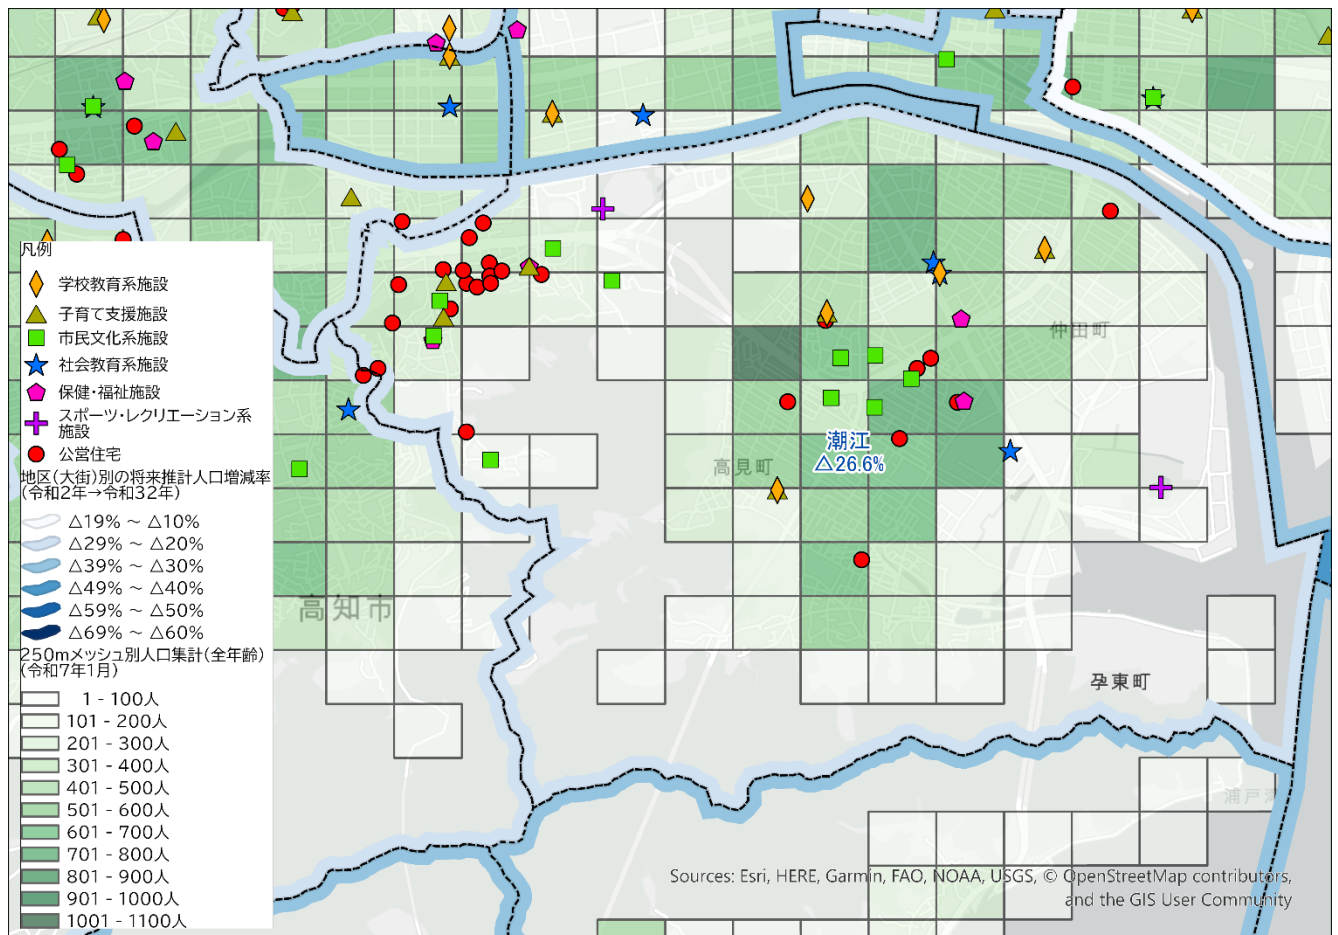 凡例
学校教育系施設
子育て支援施設
市民文化系施設
社会教育系施設
保健・福祉施設
スポーツ・レクリエーション系
施設
公営住宅
地区(大街)別の将来推計人口増減率
(令和2年→令和32年)
△19% ～ △10%
△29% ～ △20%
△39% ～ △30%
△49% ～ △40%
△59% ～ △50%
△69% ～ △60%
250mメッシュ別人口集計(全年齢)
(令和7年1月)
1 - 100人
101 - 200人
201 - 300人
301 - 400人
401 - 500人
501 - 600人
601 - 700人
701 - 800人
801 - 900人
901 - 1000人
1001 - 1100人
仲田町
潮江
△26.6%
高見町
高知市
孕東町
浦戸湾
Sources: Esri, HERE, Garmin, FAO, NOAA, USGS, © OpenStreetMap contributors,
and the GIS User Community